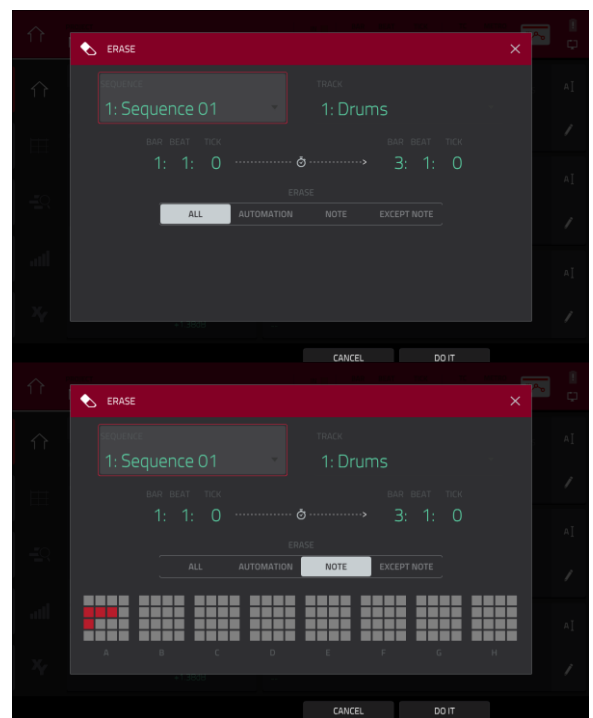 ERASE
SEQUENCE TRACK
1: Sequence 01 1: Drums
BAR BEAT TICK BAR BEAT TICK
1: 1: 0 3: 1: 0
ERASE
ALL AUTOMATION NOTE EXCEPT NOTE
CANCEL DO IT
ERASE
SEQUENCE TRACK
1: Sequence 01 1: Drums
BAR BEAT TICK BAR BEAT TICK
1: 1: 0 3: 1: 0
ERASE
ALL AUTOMATION NOTE EXCEPT NOTE
A B C D E F G H
CANCEL DO IT